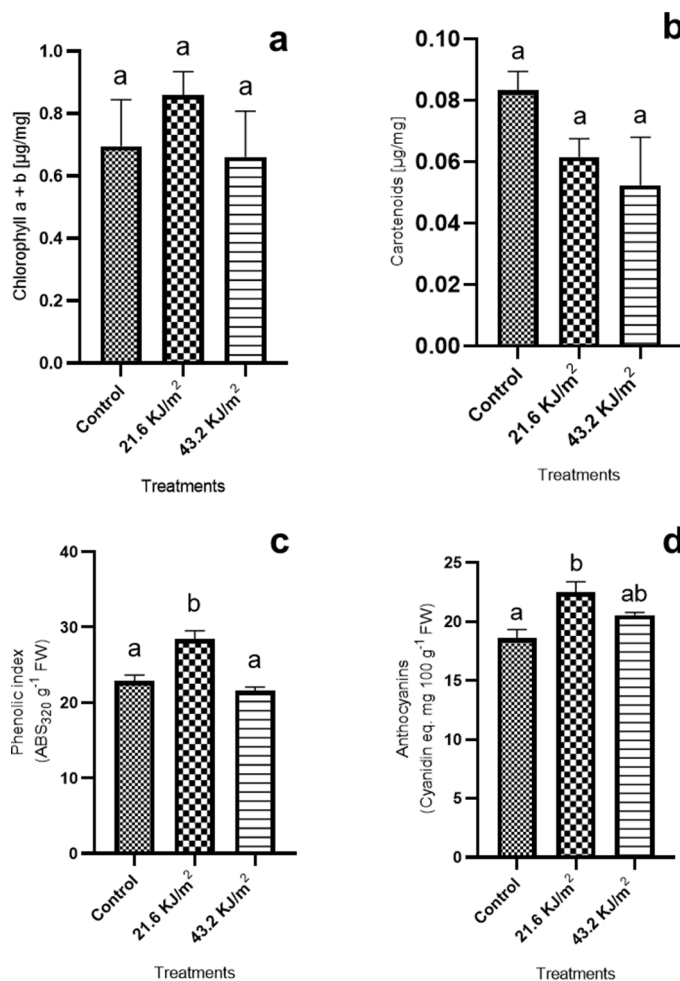 a
Chlorophyll a + b [µg/mg]
1.0
0.8
0.6
0.4
0.2
0.0
a
a
a
Control
21.6 KJ/m²
43.2 KJ/m²
Treatments
b
Carotenoids [µg/mg]
0.10
0.08
0.06
0.04
0.02
0.00
a
a
a
Control
21.6 KJ/m²
43.2 KJ/m²
Treatments
c
Phenolic index
(ABS₃₂₀ g⁻¹ FW)
40
30
20
10
0
a
b
a
Control
21.6 KJ/m²
43.2 KJ/m²
Treatments
d
Anthocyanins
(Cyanidin eq. mg 100 g⁻¹ FW)
25
20
15
10
5
0
a
b
ab
Control
21.6 KJ/m²
43.2 KJ/m²
Treatments